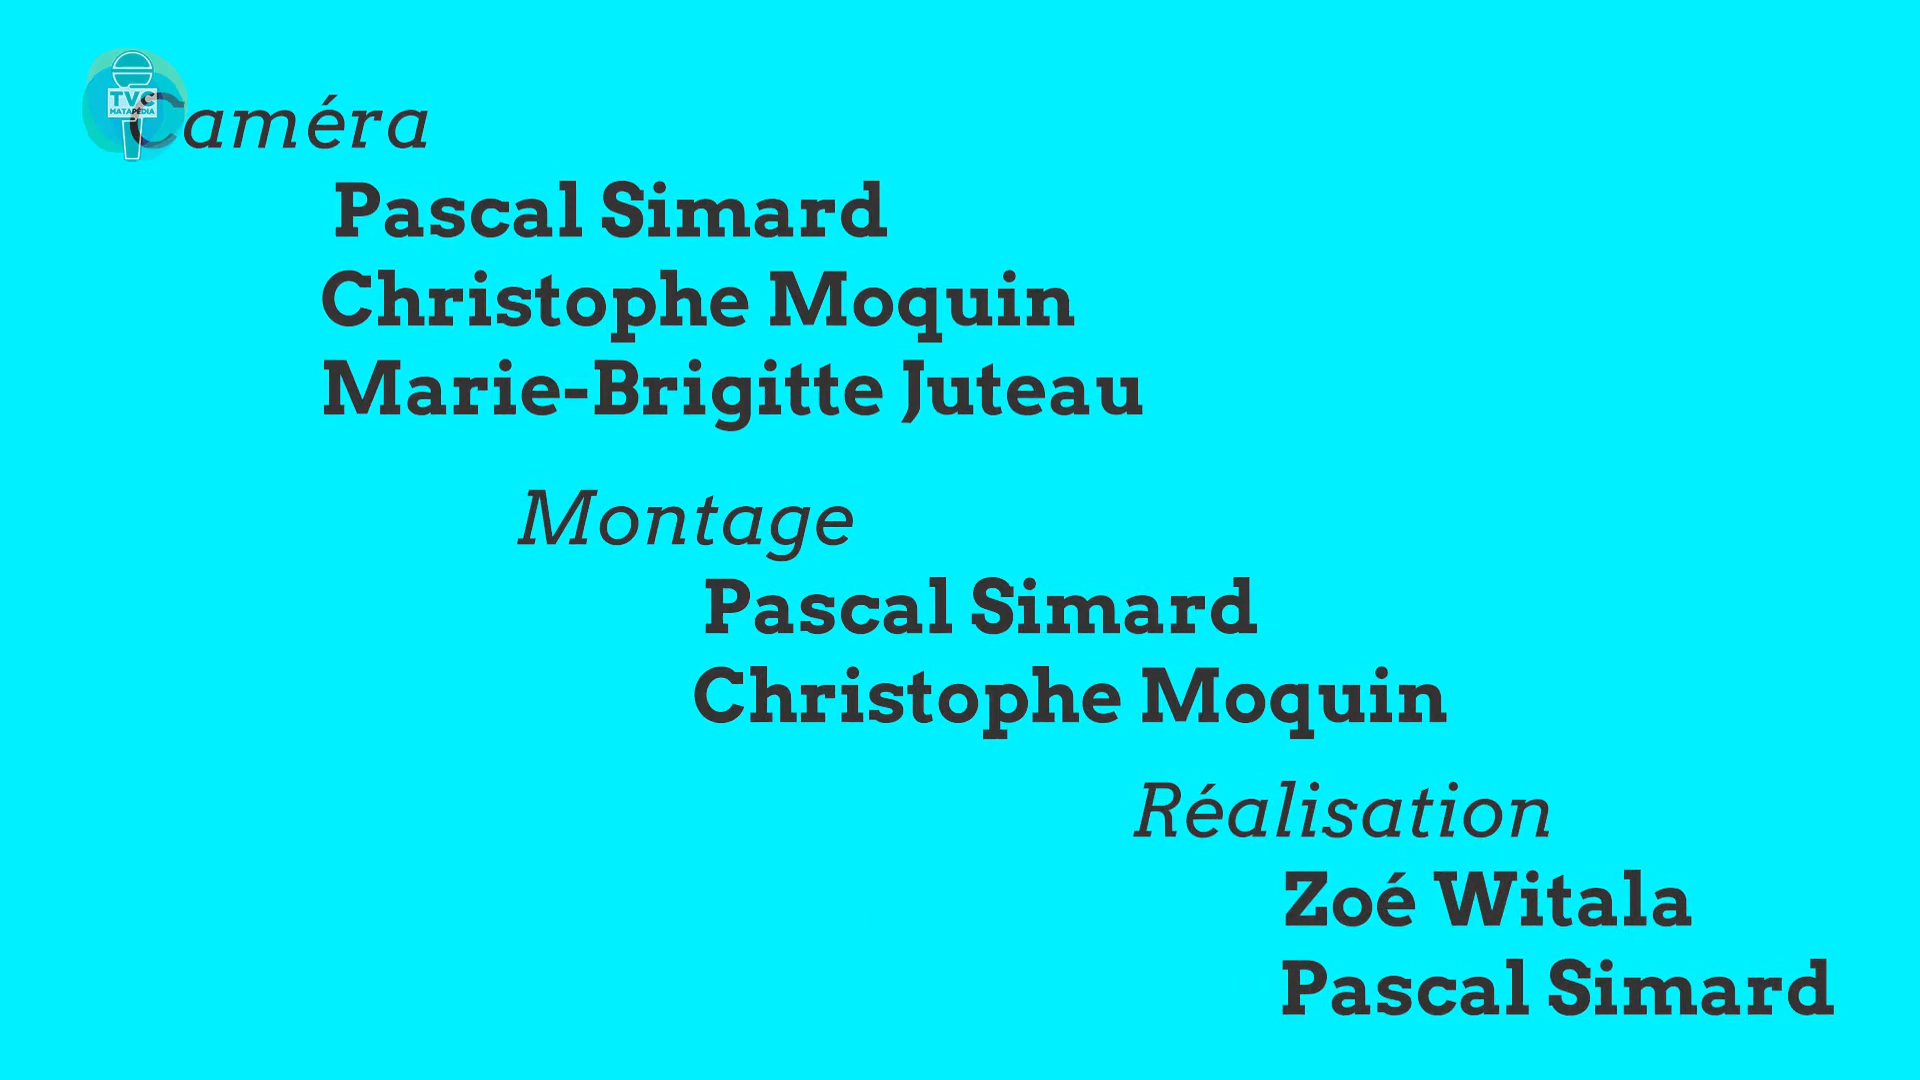 TVC
MATAPÉDIA
Caméra
Pascal Simard
Christophe Moquin
Marie-Brigitte Juteau
Montage
Pascal Simard
Christophe Moquin
Réalisation
Zoé Witala
Pascal Simard